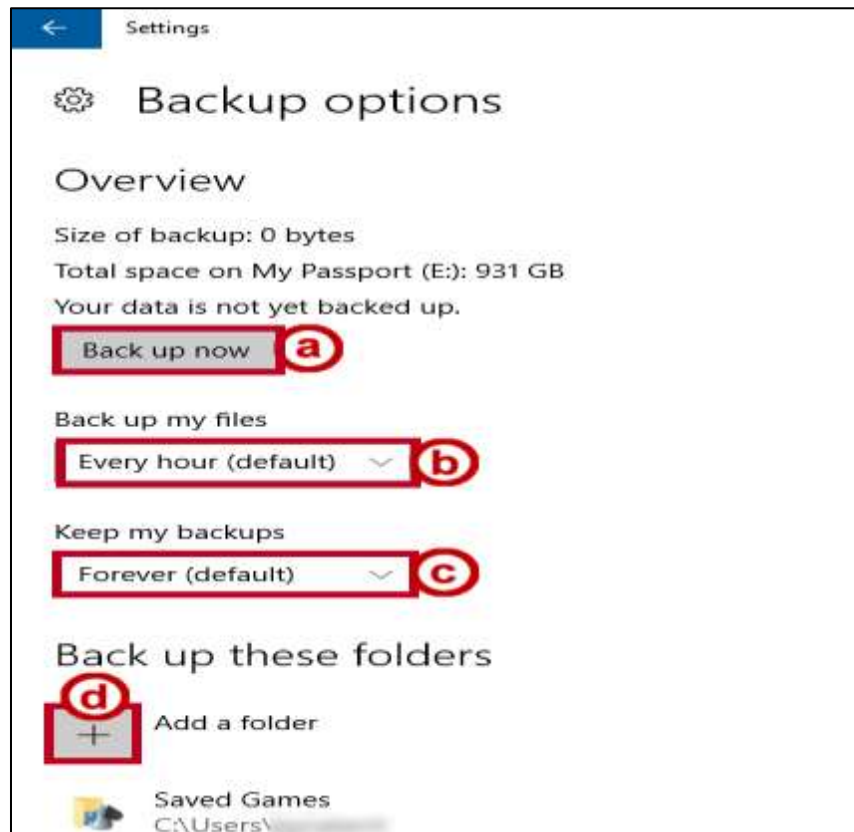 Settings
Backup options
Overview
Size of backup: 0 bytes
Total space on My Passport (E:): 931 GB
Your data is not yet backed up.
Back up now a
Back up my files
Every hour (default) b
Keep my backups
Forever (default) c
Back up these folders
d
Add a folder
Saved Games
C:\Users\